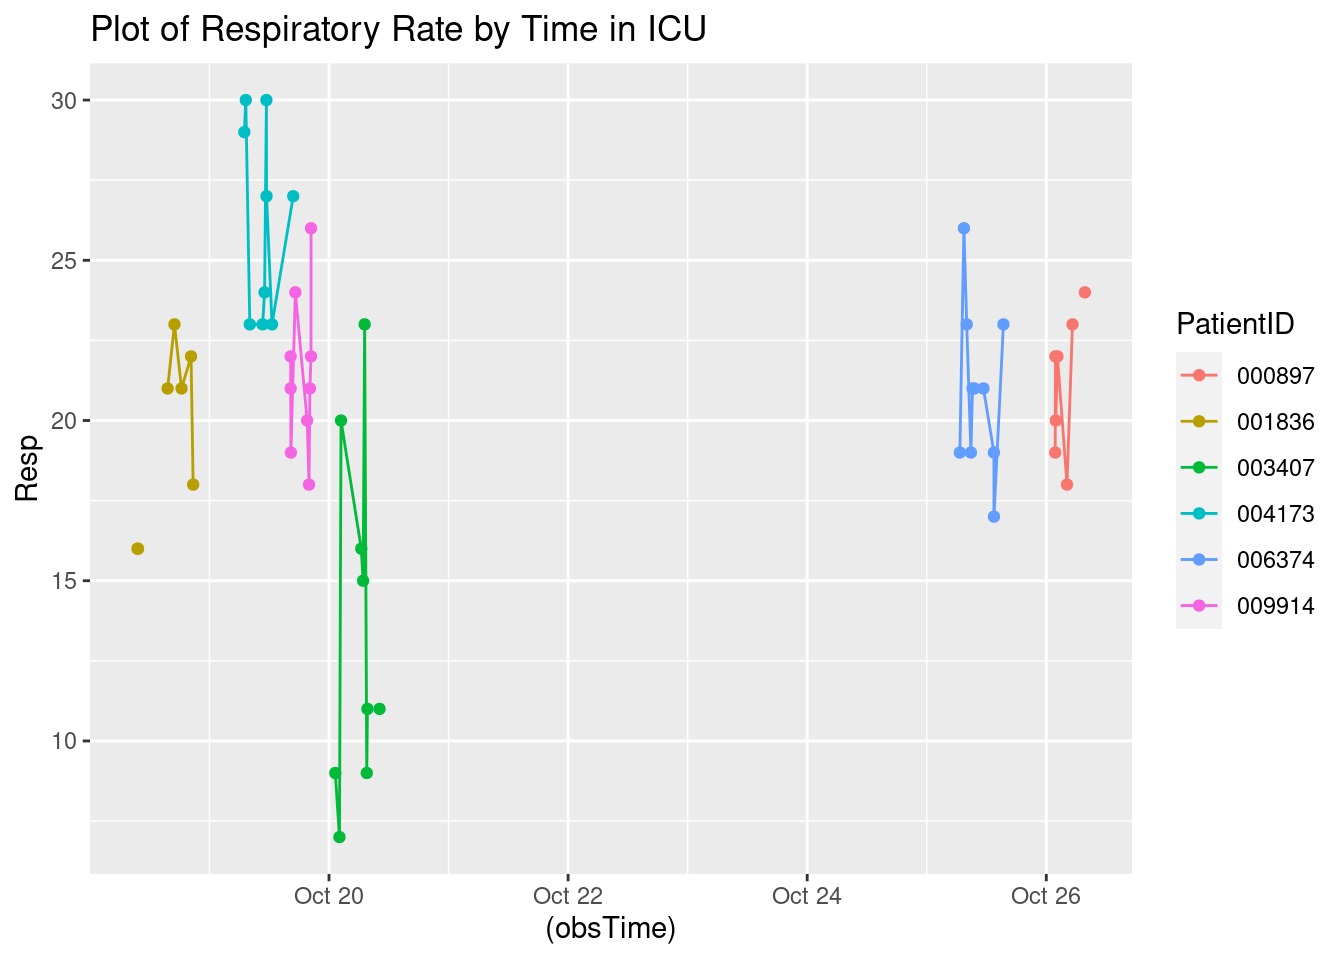 Plot of Respiratory Rate by Time in ICU
30
25
20
15
10
Resp
Oct 20
Oct 22
Oct 24
Oct 26
(obsTime)
PatientID
000897
001836
003407
004173
006374
009914